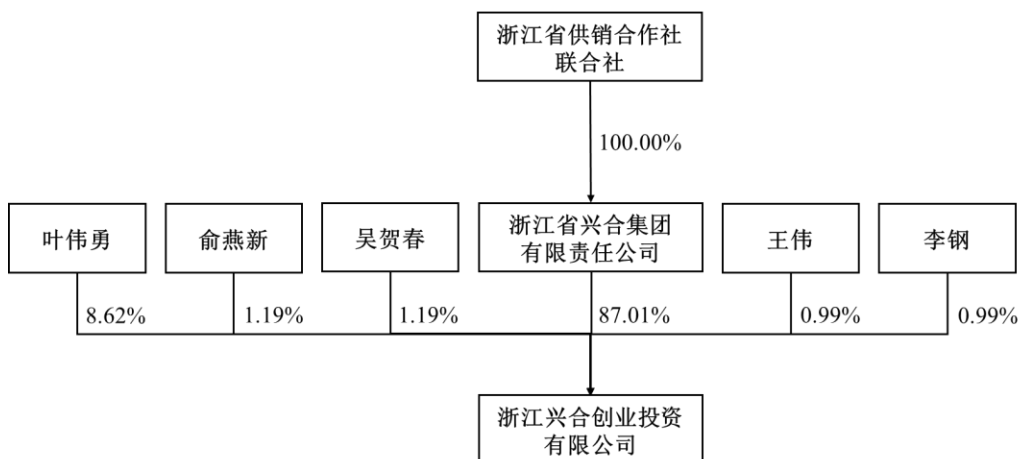 浙江省供销合作社
联合社
100.00%
叶伟勇
俞燕新
吴贺春
浙江省兴合集团
有限责任公司
王伟
李钢
8.62%
1.19%
1.19%
87.01%
0.99%
0.99%
浙江兴合创业投资
有限公司